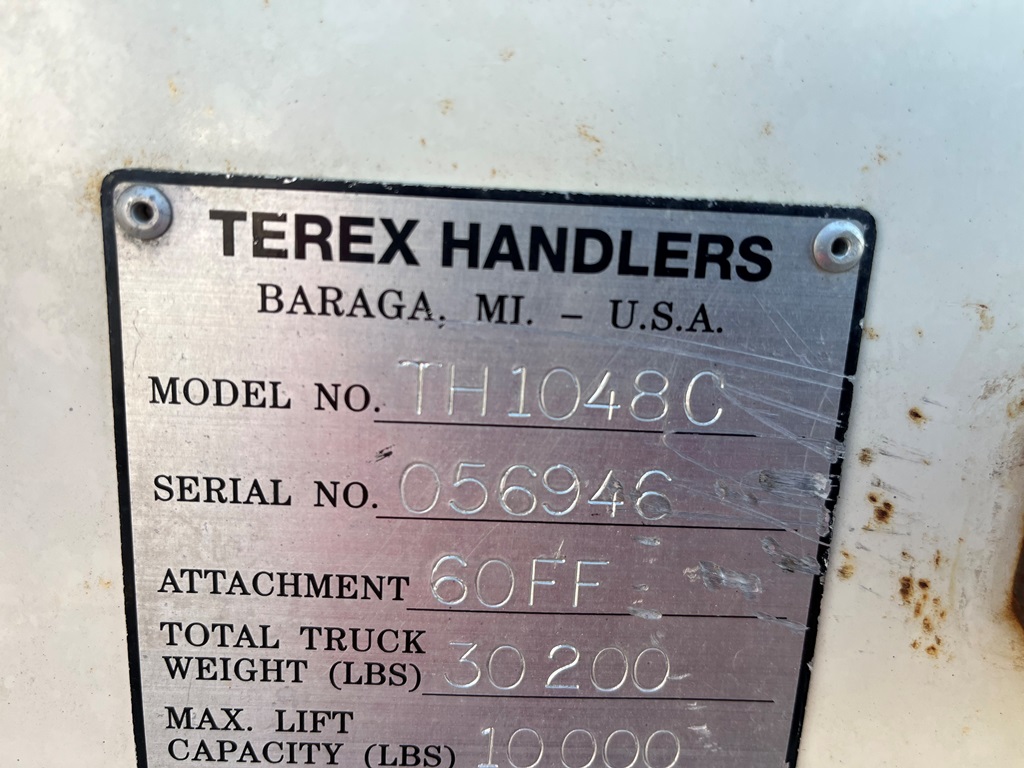 TEREX HANDLERS
BARAGA, MI. – U.S.A.
MODEL NO. TH1048C
SERIAL NO. 056946
ATTACHMENT 60FF
TOTAL TRUCK
WEIGHT (LBS) 30200
MAX. LIFT
CAPACITY (LBS) 10000